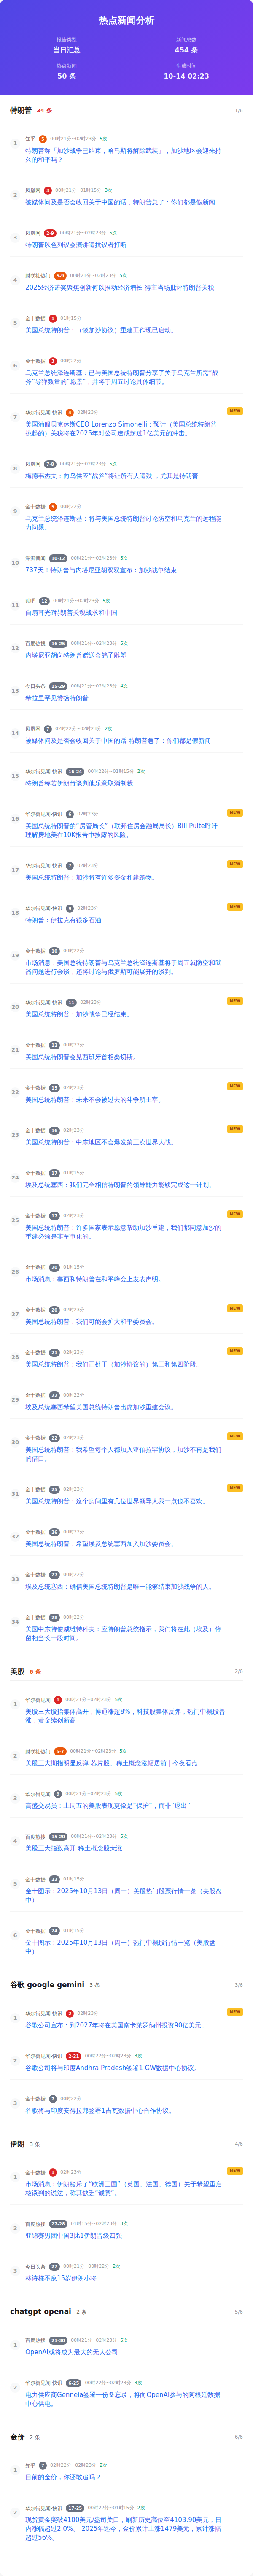 热点新闻分析
报告类型
当日汇总
新闻总数
454 条
热点新闻
50 条
生成时间
10-14 02:23
特朗普 34 条 1/6
1
知乎 5 00时21分~02时23分 5次
特朗普称「加沙战争已结束，哈马斯将解除武装」，加沙地区会迎来持
久的和平吗？
2
凤凰网 3 00时21分~01时15分 3次
被媒体问及是否会收回关于中国的话，特朗普急了：你们都是假新闻
3
凤凰网 2-9 00时21分~02时23分 5次
特朗普以色列议会演讲遭抗议者打断
4
财联社热门 5-9 00时21分~02时23分 5次
2025经济诺奖聚焦创新何以推动经济增长 得主当场批评特朗普关税
5
金十数据 1 01时15分
美国总统特朗普：（谈加沙协议）重建工作现已启动。
6
金十数据 3 00时22分
乌克兰总统泽连斯基：已与美国总统特朗普分享了关于乌克兰所需“战
斧”导弹数量的“愿景”，并将于周五讨论具体细节。
7
华尔街见闻-快讯 4 02时23分 NEW
美国油服贝克休斯CEO Lorenzo Simonelli：预计（美国总统特朗普
挑起的）关税将在2025年对公司造成超过1亿美元的冲击。
8
凤凰网 7-8 00时21分~02时23分 5次
梅德韦杰夫：向乌供应“战斧”将让所有人遭殃 ，尤其是特朗普
9
金十数据 5 00时22分
乌克兰总统泽连斯基：将与美国总统特朗普讨论防空和乌克兰的远程能
力问题。
10
澎湃新闻 10-12 00时21分~02时23分 5次
737天！特朗普与内塔尼亚胡双双宣布：加沙战争结束
11
贴吧 12 00时21分~02时23分 5次
自扇耳光?特朗普关税战求和中国
12
百度热搜 16-25 00时21分~02时23分 5次
内塔尼亚胡向特朗普赠送金鸽子雕塑
13
今日头条 15-29 00时21分~02时23分 4次
希拉里罕见赞扬特朗普
14
凤凰网 7 02时22分~02时23分 2次
被媒体问及是否会收回关于中国的话 特朗普急了：你们都是假新闻
15
华尔街见闻-快讯 16-24 00时22分~01时15分 2次
特朗普称若伊朗肯谈判他乐意取消制裁
16
华尔街见闻-快讯 6 02时23分 NEW
美国总统特朗普的“房管局长”（联邦住房金融局局长）Bill Pulte呼吁
理解房地美在10K报告中披露的风险。
17
华尔街见闻-快讯 7 02时23分 NEW
美国总统特朗普：加沙将有许多资金和建筑物。
18
华尔街见闻-快讯 9 02时23分 NEW
特朗普：伊拉克有很多石油
19
金十数据 10 00时22分
市场消息：美国总统特朗普与乌克兰总统泽连斯基将于周五就防空和武
器问题进行会谈，还将讨论与俄罗斯可能展开的谈判。
20
华尔街见闻-快讯 11 02时23分 NEW
美国总统特朗普：加沙战争已经结束。
21
金十数据 12 00时22分
美国总统特朗普会见西班牙首相桑切斯。
22
金十数据 15 02时23分 NEW
美国总统特朗普：未来不会被过去的斗争所主宰。
23
金十数据 16 02时23分 NEW
美国总统特朗普：中东地区不会爆发第三次世界大战。
24
金十数据 17 01时15分
埃及总统塞西：我们完全相信特朗普的领导能力能够完成这一计划。
25
金十数据 17 02时23分 NEW
美国总统特朗普：许多国家表示愿意帮助加沙重建，我们都同意加沙的
重建必须是非军事化的。
26
金十数据 20 01时15分
市场消息：塞西和特朗普在和平峰会上发表声明。
27
金十数据 20 02时23分 NEW
美国总统特朗普：我们可能会扩大和平委员会。
28
金十数据 21 02时23分 NEW
美国总统特朗普：我们正处于（加沙协议的）第三和第四阶段。
29
金十数据 22 00时22分
埃及总统塞西希望美国总统特朗普出席加沙重建会议。
30
金十数据 22 02时23分 NEW
美国总统特朗普：我希望每个人都加入亚伯拉罕协议，加沙不再是我们
的借口。
31
金十数据 25 02时23分 NEW
美国总统特朗普：这个房间里有几位世界领导人我一点也不喜欢。
32
金十数据 26 00时22分
美国总统特朗普：希望埃及总统塞西加入加沙委员会。
33
金十数据 27 00时22分
埃及总统塞西：确信美国总统特朗普是唯一能够结束加沙战争的人。
34
金十数据 28 00时22分
美国中东特使威维特科夫：应特朗普总统指示，我们将在此（埃及）停
留相当长一段时间。
美股 6 条 2/6
1
华尔街见闻 1 00时21分~02时23分 5次
美股三大股指集体高开，博通涨超8%，科技股集体反弹，热门中概股普
涨，黄金续创新高
2
财联社热门 5-7 00时22分~02时23分 5次
美股三大期指明显反弹 芯片股、稀土概念涨幅居前 | 今夜看点
3
华尔街见闻 9 00时21分~02时23分 5次
高盛交易员：上周五的美股表现更像是“保护”，而非“退出”
4
百度热搜 15-20 00时21分~02时23分 5次
美股三大指数高开 稀土概念股大涨
5
金十数据 23 01时15分
金十图示：2025年10月13日（周一）美股热门股票行情一览（美股盘
中）
6
金十数据 24 01时15分
金十图示：2025年10月13日（周一）热门中概股行情一览（美股盘
中）
谷歌 google gemini 3 条 3/6
1
华尔街见闻-快讯 2 02时23分 NEW
谷歌公司宣布：到2027年将在美国南卡莱罗纳州投资90亿美元。
2
华尔街见闻-快讯 2-21 00时22分~02时23分 3次
谷歌公司将与印度Andhra Pradesh签署1 GW数据中心协议。
3
金十数据 7 00时22分
谷歌将与印度安得拉邦签署1吉瓦数据中心合作协议。
伊朗 3 条 4/6
1
金十数据 1 02时23分 NEW
市场消息：伊朗驳斥了“欧洲三国”（英国、法国、德国）关于希望重启
核谈判的说法，称其缺乏“诚意”。
2
百度热搜 27-28 01时15分~02时23分 3次
亚锦赛男团中国3比1伊朗晋级四强
3
今日头条 27 00时21分~00时22分 2次
林诗栋不敌15岁伊朗小将
chatgpt openai 2 条 5/6
1
百度热搜 21-30 00时21分~02时23分 5次
OpenAI或将成为最大的无人公司
2
华尔街见闻-快讯 6-25 00时22分~02时23分 3次
电力供应商Genneia签署一份备忘录，将向OpenAI参与的阿根廷数据
中心供电。
金价 2 条 6/6
1
知乎 7 02时22分~02时23分 2次
目前的金价，你还敢追吗？
2
华尔街见闻-快讯 17-25 00时22分~01时15分 2次
现货黄金突破4100美元/盎司关口，刷新历史高位至4103.90美元，日
内涨幅超过2.0%。 2025年迄今，金价累计上涨1479美元，累计涨幅
超过56%。